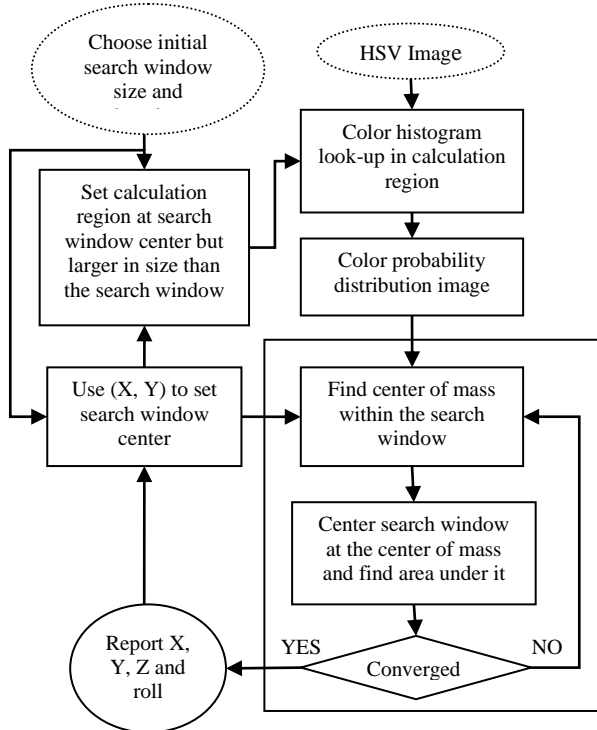 Choose initial
search window
size and
HSV Image
Color histogram
look-up in calculation
region
Set calculation
region at search
window center but
larger in size than
the search window
Color probability
distribution image
Use (X, Y) to set
search window
center
Find center of mass
within the search
window
Center search window
at the center of mass
and find area under it
YES
NO
Converged
Report X,
Y, Z and
roll